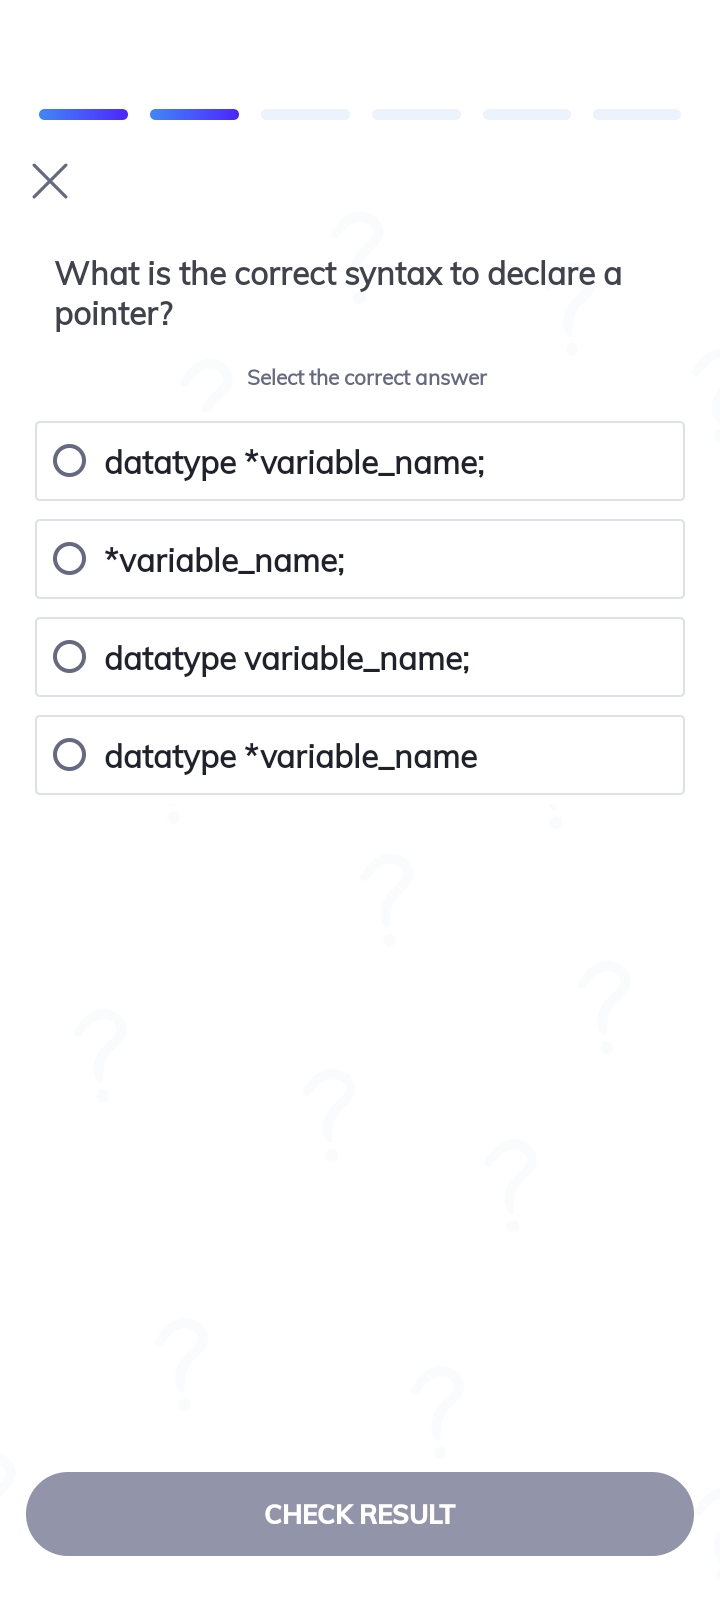 What is the correct syntax to declare a
pointer?
Select the correct answer
datatype *variable_name;
*variable_name;
datatype variable_name;
datatype *variable_name
CHECK RESULT